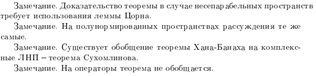 Замечание. Доказательство теоремы в случае несепарабельных пространств
требует использования леммы Цорна.
Замечание. На полунормированных пространствах рассуждения те же
самые.
Замечание. Существует обобщение теоремы Хана-Банаха на комплекс-
ные ЛНП – теорема Сухомлинова.
Замечание. На операторы теорема не обобщается.